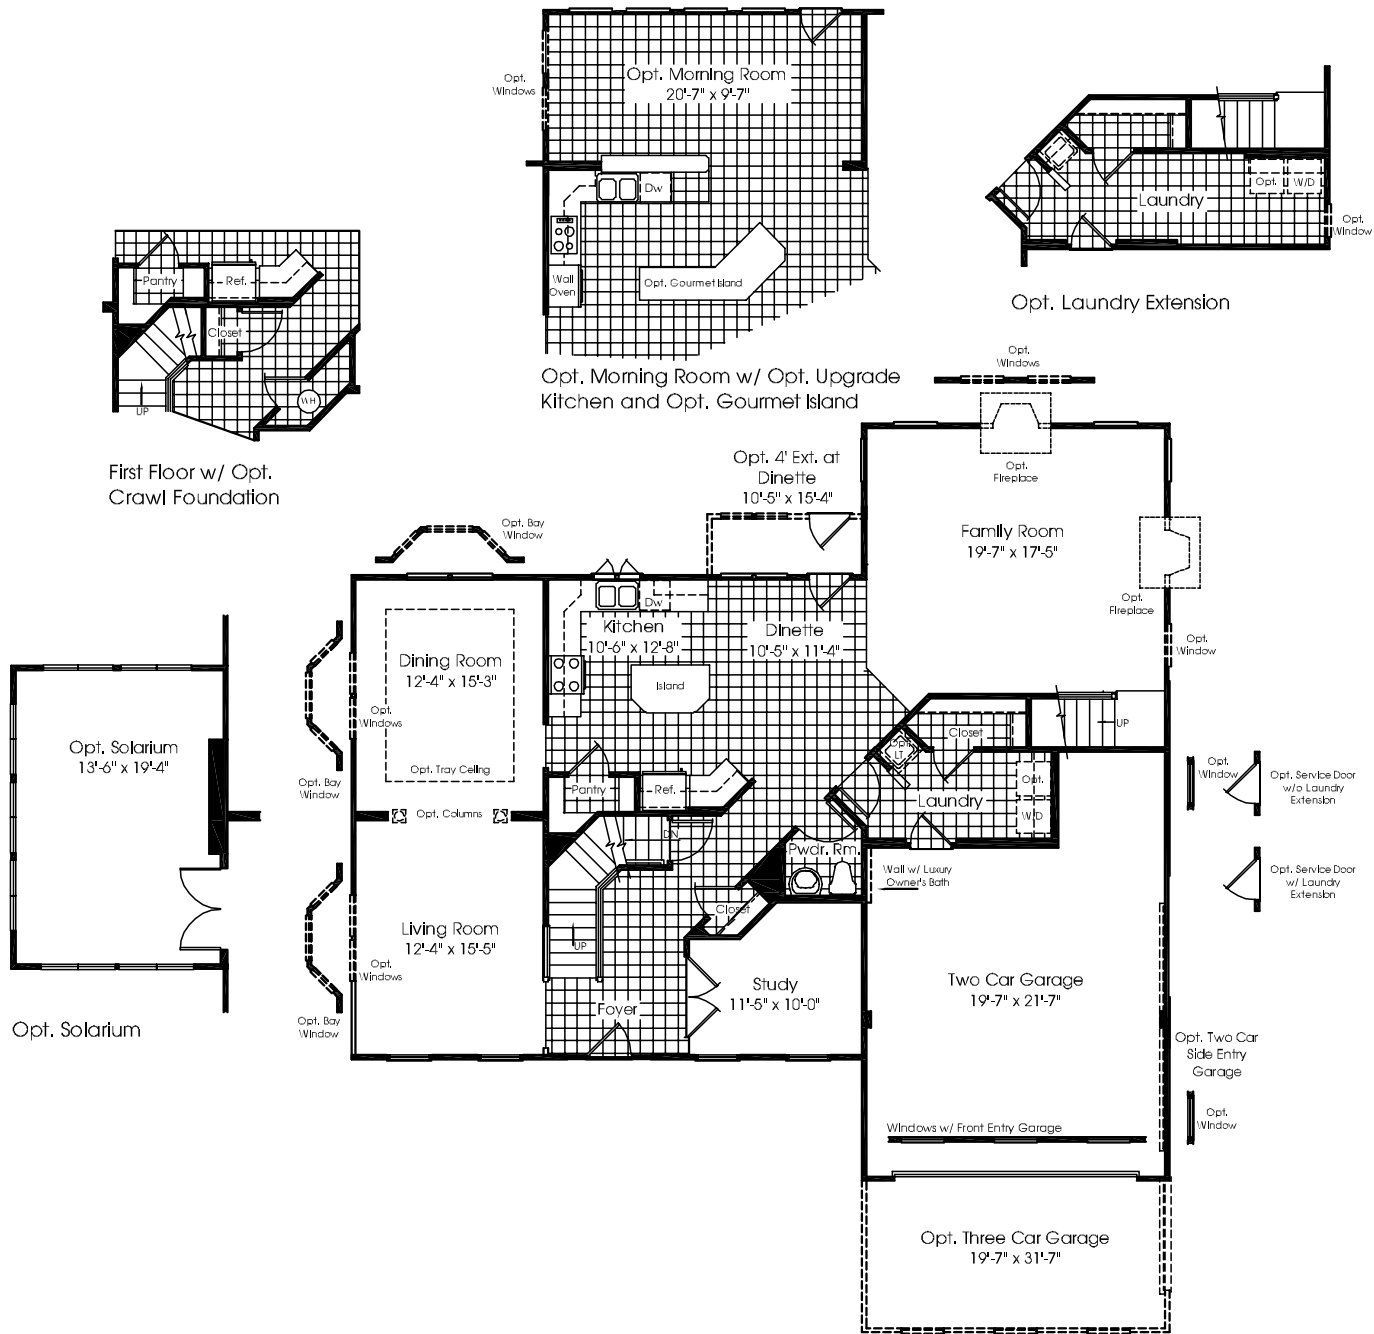 Opt. Morning Room
20'-7" x 9'-7"
Opt.
Windows
Dw
Wall
Oven
Opt. Gourmet Island
Opt. Morning Room w/ Opt. Upgrade
Kitchen and Opt. Gourmet Island
Opt.
W/D
Laundry
Opt.
Window
Opt. Laundry Extension
Pantry
Ref.
Closet
UP
WH
First Floor w/ Opt.
Crawl Foundation
Opt.
Windows
Opt.
Fireplace
Opt. 4' Ext. at
Dinette
10'-5" x 15'-4"
Opt. Bay
Window
Family Room
19'-7" x 17'-5"
Opt.
Fireplace
Opt.
Window
Dw
Kitchen
10'-6" x 12'-8"
Dinette
10'-5" x 11'-4"
Island
Dining Room
12'-4" x 15'-3"
Opt.
Windows
Opt. Tray Ceiling
Opt. Bay
Window
Opt. Columns
Opt. Solarium
13'-6" x 19'-4"
Opt. Solarium
Pantry
Ref.
DN
Closet
UP
Opt.
LT
Opt.
W/D
Laundry
Pwdr. Rm.
Wall w/ Luxury
Owner's Bath
Closet
Opt.
Window
Opt. Service Door
w/o Laundry
Extension
Opt. Service Door
w/ Laundry
Extension
Living Room
12'-4" x 15'-5"
Opt.
Windows
Opt. Bay
Window
UP
Foyer
Study
11'-5" x 10'-0"
Two Car Garage
19'-7" x 21'-7"
Opt. Two Car
Side Entry
Garage
Opt.
Window
Windows w/ Front Entry Garage
Opt. Three Car Garage
19'-7" x 31'-7"